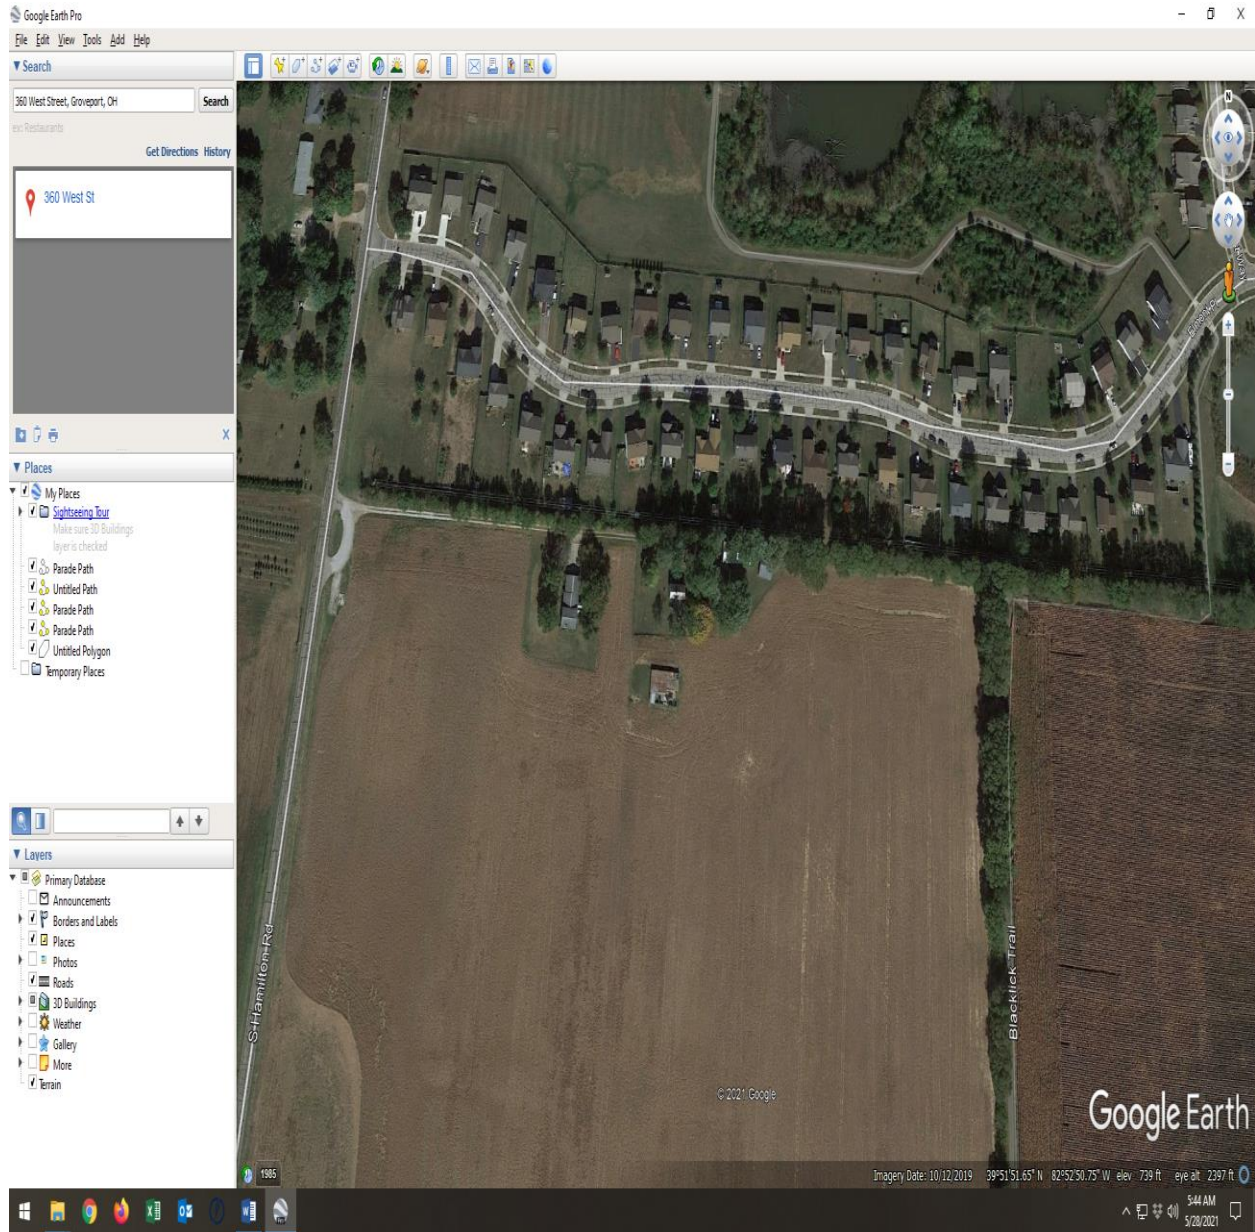 Google Earth Pro
File Edit View Tools Add Help
Search
360 West Street, Groveport, OH
Search
ex: Restaurants
Get Directions History
360 West St
Places
My Places
Sightseeing Tour
Make sure 3D Buildings
layer is checked
Parade Path
Untitled Path
Parade Path
Parade Path
Untitled Polygon
Temporary Places
Layers
Primary Database
Announcements
Borders and Labels
Places
Photos
Roads
3D Buildings
Weather
Gallery
More
Terrain
N
S Hamilton Rd
Blacklick Trail
© 2021 Google
Google Earth
1985
Imagery Date: 10/12/2019 39°51'51.65" N 82°52'50.75" W elev 739 ft eye alt 2397 ft
5:44 AM
5/28/2021